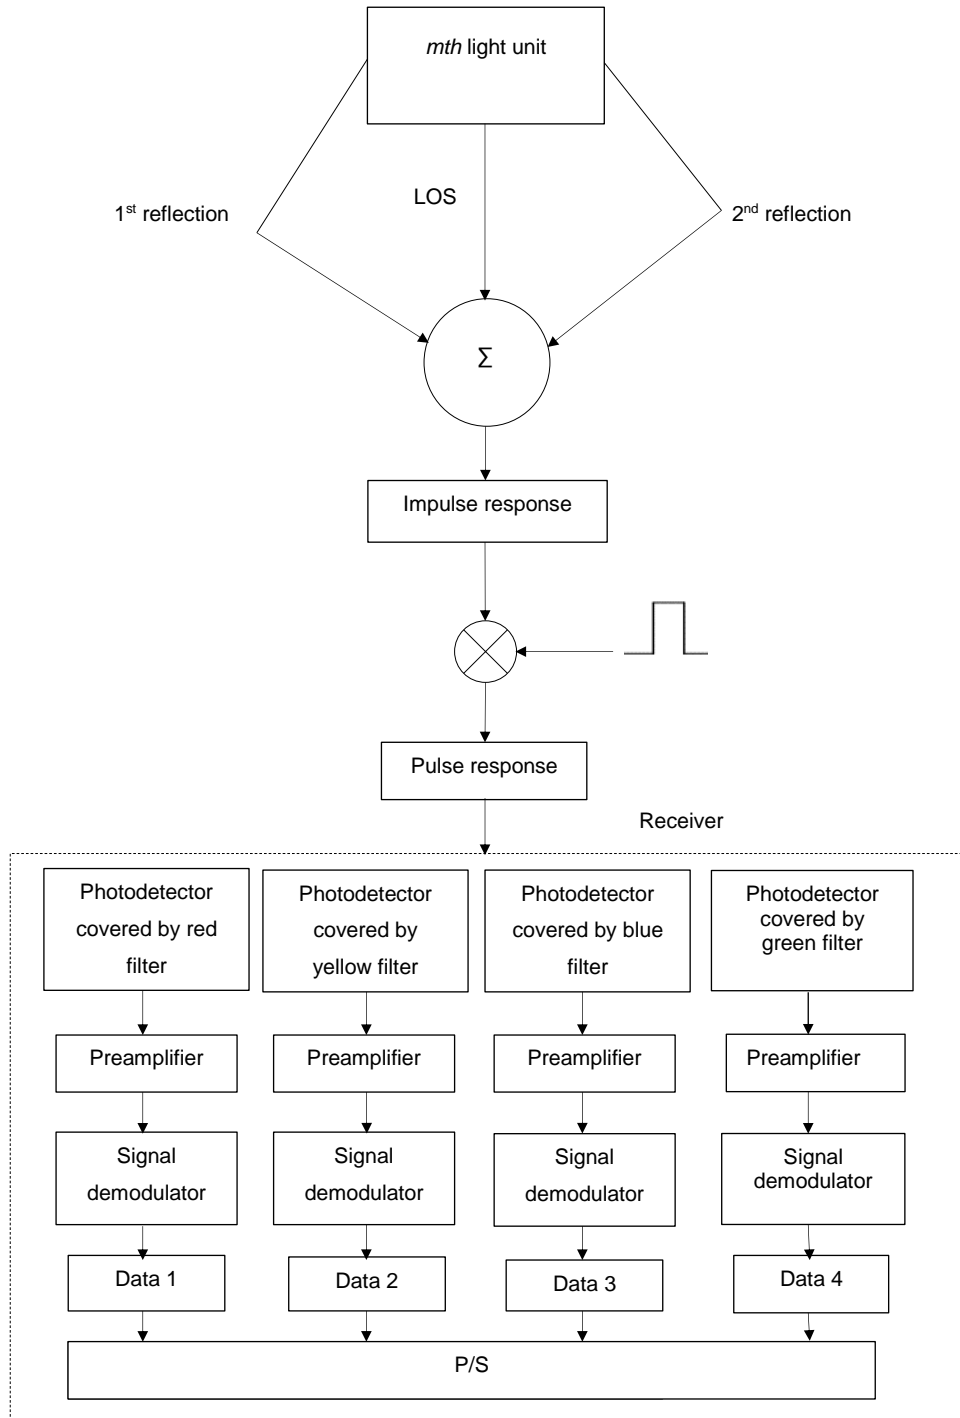 mth light unit
LOS
1st reflection
2nd reflection
Σ
Impulse response
Pulse response
Receiver
Photodetector
covered by red
filter
Photodetector
covered by
yellow filter
Photodetector
covered by blue
filter
Photodetector
covered by
green filter
Preamplifier
Preamplifier
Preamplifier
Preamplifier
Signal
demodulator
Signal
demodulator
Signal
demodulator
Signal
demodulator
Data 1
Data 2
Data 3
Data 4
P/S